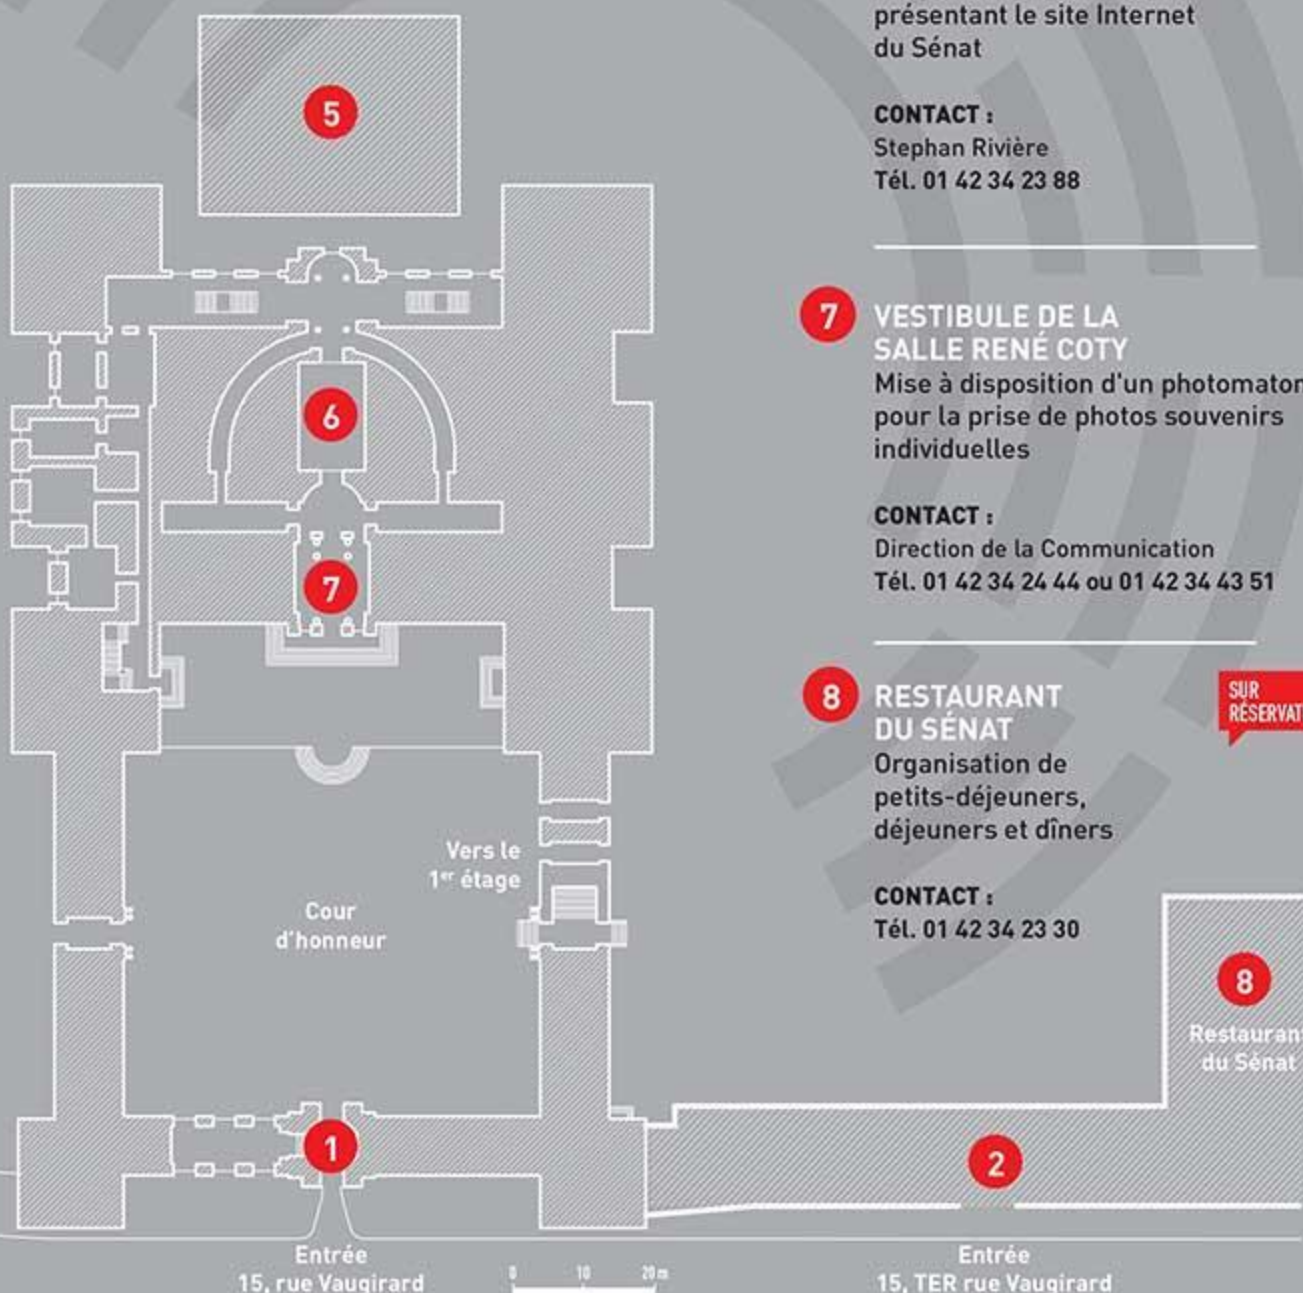 présentant le site Internet
du Sénat
CONTACT :
Stephan Rivière
Tél. 01 42 34 23 88
7 VESTIBULE DE LA
SALLE RENÉ COTY
Mise à disposition d'un photomaton
pour la prise de photos souvenirs
individuelles
CONTACT :
Direction de la Communication
Tél. 01 42 34 24 44 ou 01 42 34 43 51
8 RESTAURANT
DU SÉNAT
SUR
RÉSERVAT
Organisation de
petits-déjeuners,
déjeuners et dîners
CONTACT :
Tél. 01 42 34 23 30
5
6
7
Vers le
1er étage
Cour
d'honneur
8
Restaurant
du Sénat
1
2
Entrée
15, rue Vaugirard
0 10 20 m
Entrée
15, TER rue Vaugirard